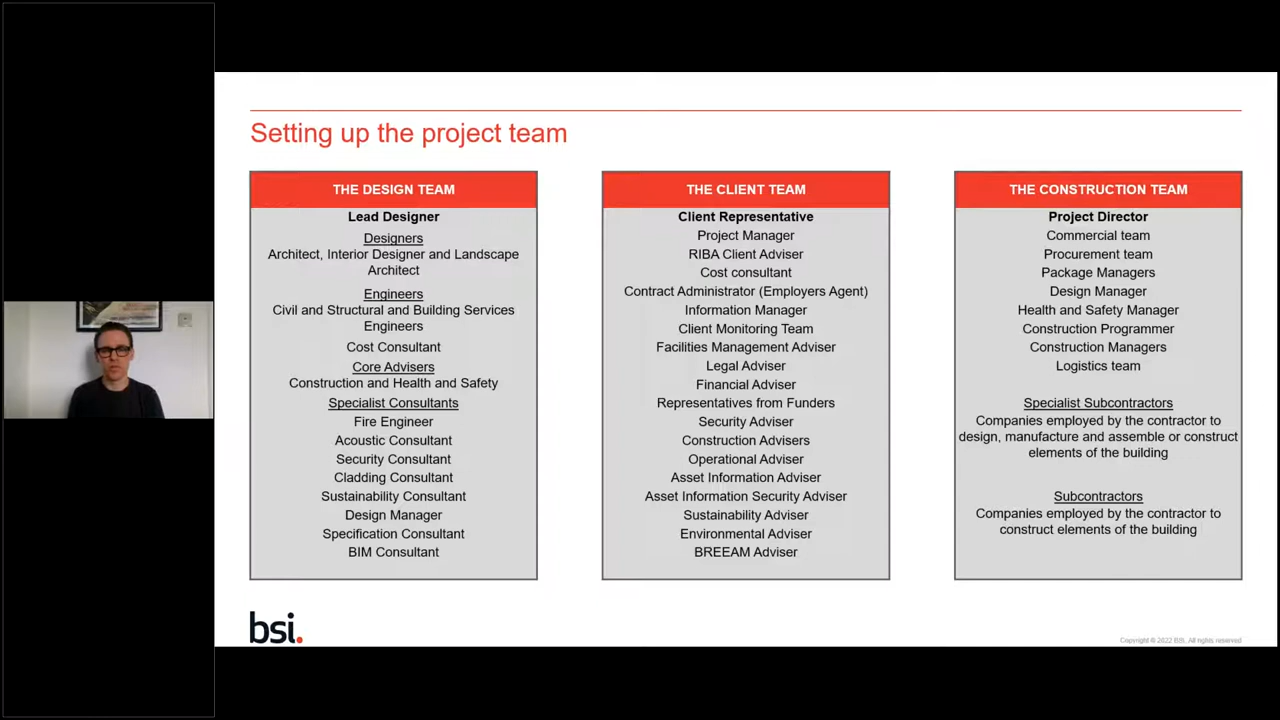 Setting up the project team
THE DESIGN TEAM
Lead Designer
Designers
Architect, Interior Designer and Landscape
Architect
Engineers
Civil and Structural and Building Services
Engineers
Cost Consultant
Core Advisers
Construction and Health and Safety
Specialist Consultants
Fire Engineer
Acoustic Consultant
Security Consultant
Cladding Consultant
Sustainability Consultant
Design Manager
Specification Consultant
BIM Consultant
THE CLIENT TEAM
Client Representative
Project Manager
RIBA Client Adviser
Cost consultant
Contract Administrator (Employers Agent)
Information Manager
Client Monitoring Team
Facilities Management Adviser
Legal Adviser
Financial Adviser
Representatives from Funders
Security Adviser
Construction Advisers
Operational Adviser
Asset Information Adviser
Asset Information Security Adviser
Sustainability Adviser
Environmental Adviser
BREEAM Adviser
THE CONSTRUCTION TEAM
Project Director
Commercial team
Procurement team
Package Managers
Design Manager
Health and Safety Manager
Construction Programmer
Construction Managers
Logistics team
Specialist Subcontractors
Companies employed by the contractor to
design, manufacture and assemble or construct
elements of the building
Subcontractors
Companies employed by the contractor to
construct elements of the building
bsi.
Copyright © 2022 BSI. All rights reserved